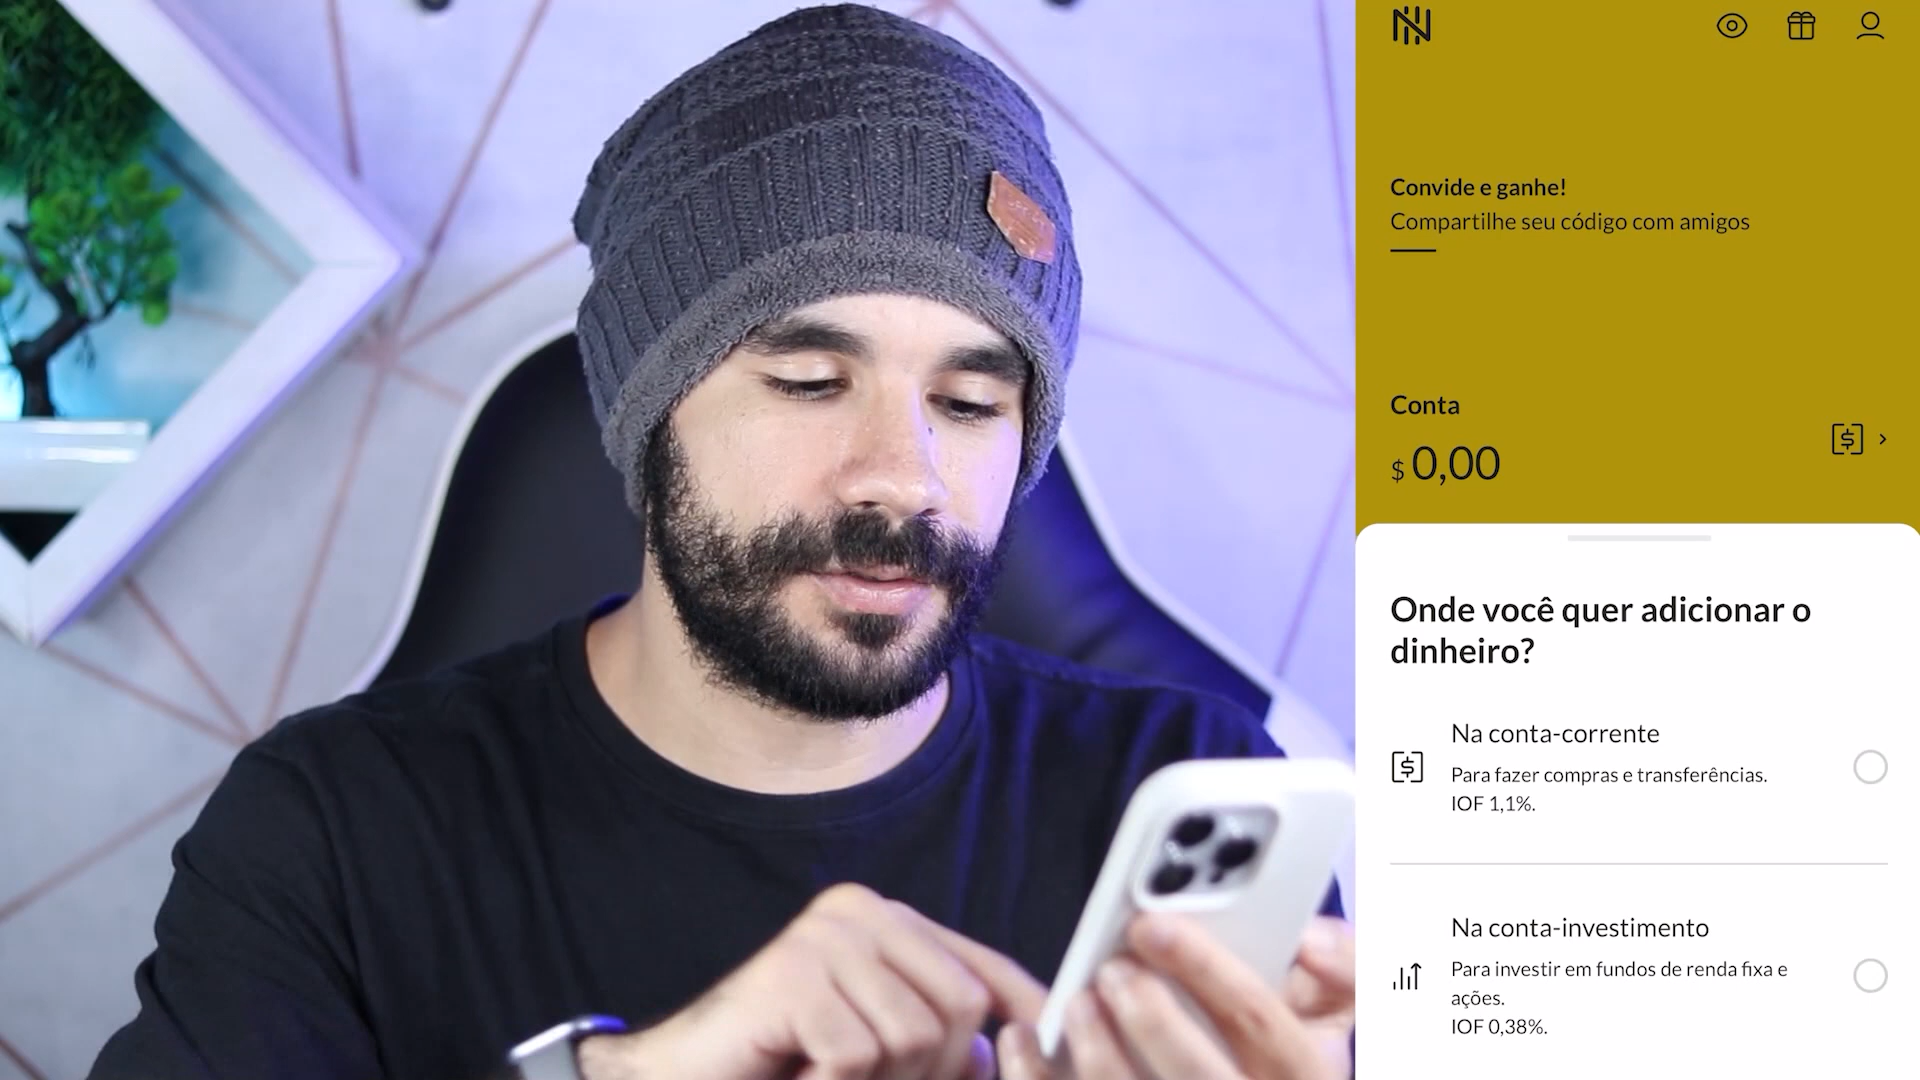 Convide e ganhe!
Compartilhe seu código com amigos
Conta
$ 0,00
Onde você quer adicionar o
dinheiro?
Na conta-corrente
Para fazer compras e transferências.
IOF 1,1%.
Na conta-investimento
Para investir em fundos de renda fixa e
ações.
IOF 0,38%.